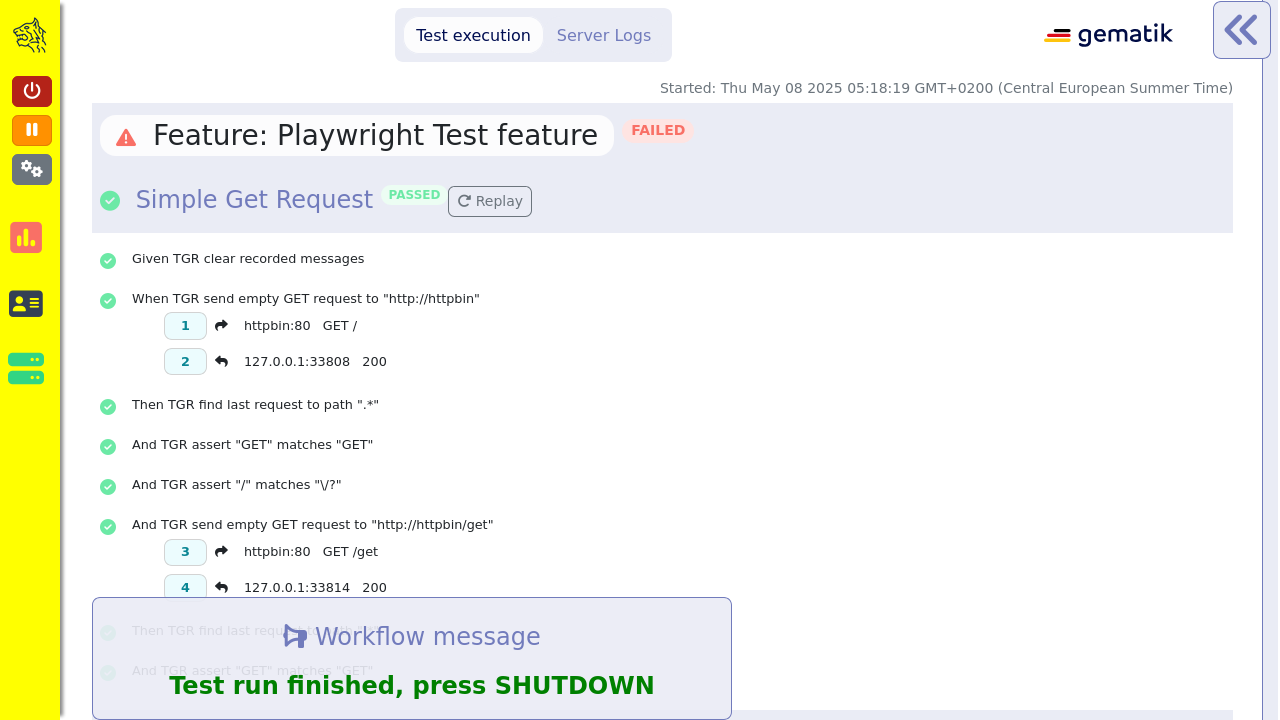 Test execution Server Logs
gematik
Started: Thu May 08 2025 05:18:19 GMT+0200 (Central European Summer Time)
Feature: Playwright Test feature FAILED
Simple Get Request PASSED Replay
Given TGR clear recorded messages
When TGR send empty GET request to "http://httpbin"
1 httpbin:80 GET /
2 127.0.0.1:33808 200
Then TGR find last request to path ".*"
And TGR assert "GET" matches "GET"
And TGR assert "/" matches "\/?"
And TGR send empty GET request to "http://httpbin/get"
3 httpbin:80 GET /get
4 127.0.0.1:33814 200
Then TGR find last request to path
Workflow message
And TGR assert "GET" matches "GET"
Test run finished, press SHUTDOWN